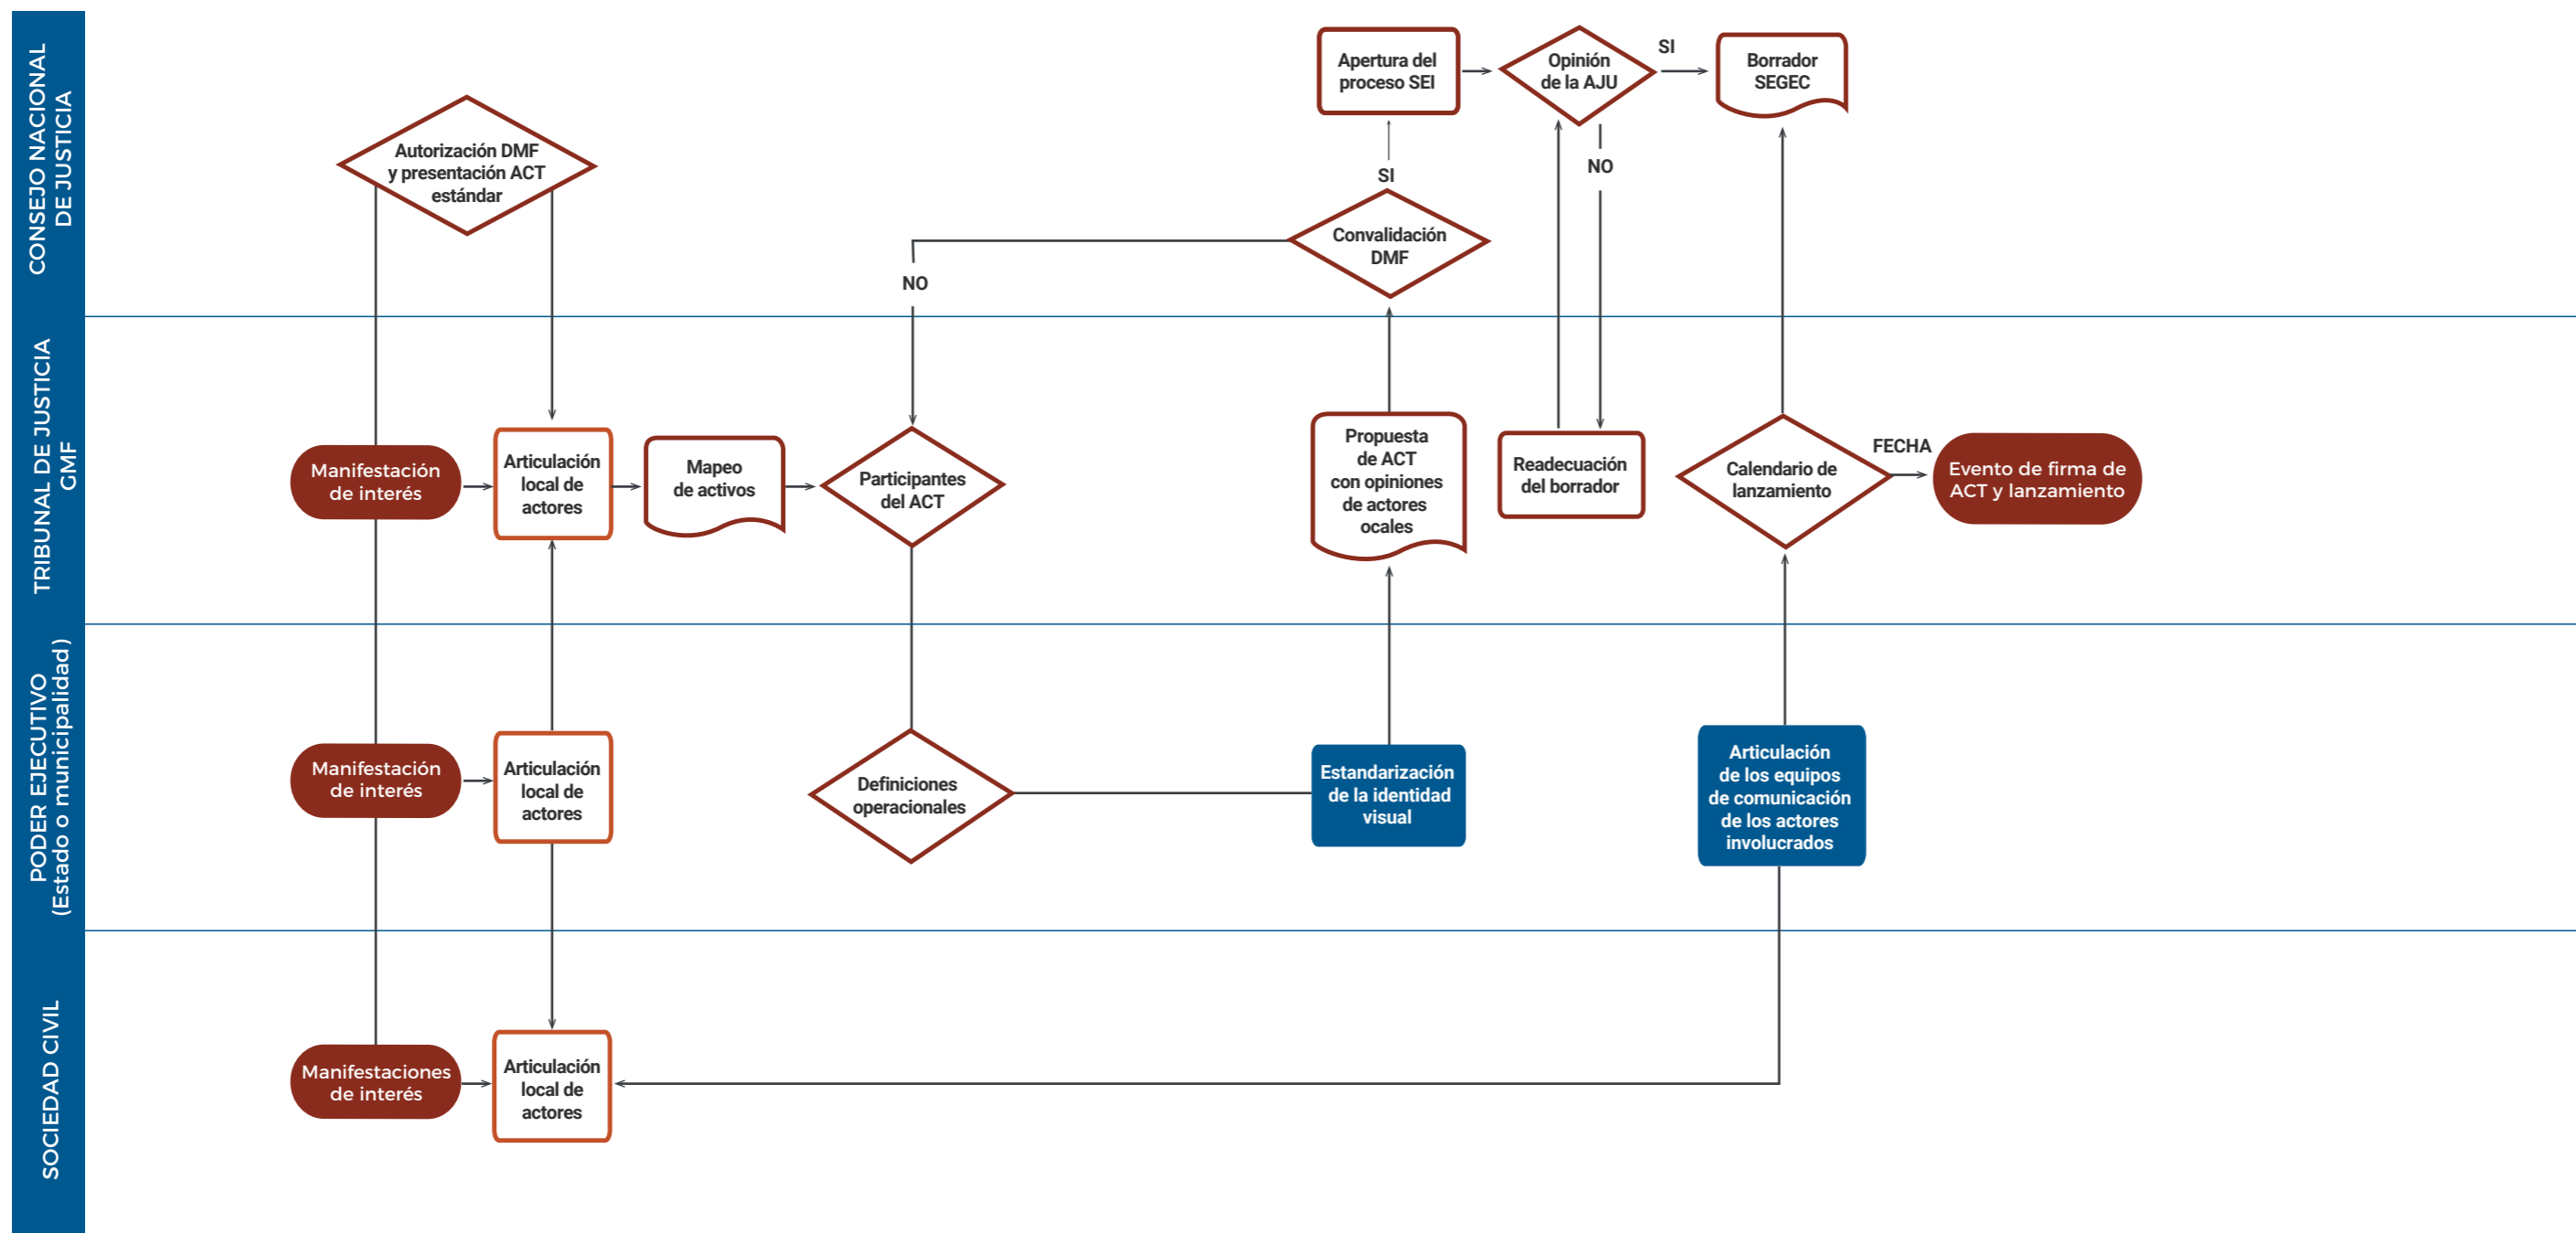 CONSEJO NACIONAL
DE JUSTICIA
Autorización DMF
y presentación ACT
estándar
Apertura del
proceso SEI
Opinión
de la AJU
SI
Borrador
SEGEC
NO
SI
Convalidación
DMF
NO
TRIBUNAL DE JUSTICIA
GMF
Manifestación
de interés
Articulación
local de
actores
Mapeo
de activos
Participantes
del ACT
Propuesta
de ACT
con opiniones
de actores
ocales
Readecuación
del borrador
Calendario de
lanzamiento
FECHA
Evento de firma de
ACT y lanzamiento
PODER EJECUTIVO
(Estado o municipalidad)
Manifestación
de interés
Articulación
local de
actores
Definiciones
operacionales
Estandarización
de la identidad
visual
Articulación
de los equipos
de comunicación
de los actores
involucrados
SOCIEDAD CIVIL
Manifestaciones
de interés
Articulación
local de
actores